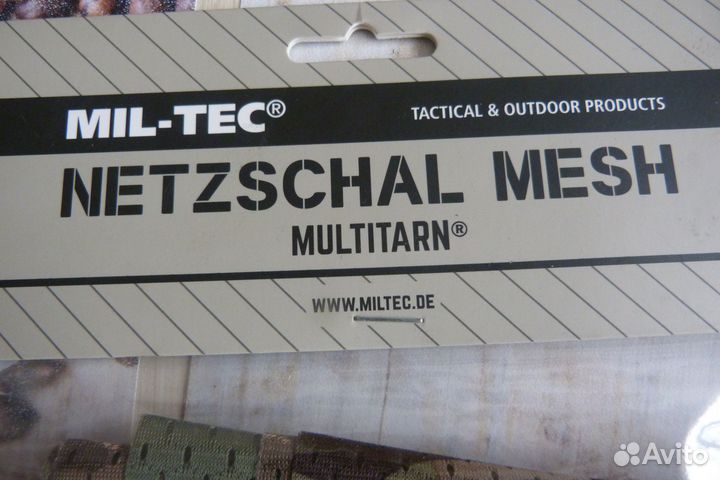 MIL-TEC®
TACTICAL & OUTDOOR PRODUCTS
NETZSCHAL MESH
MULTITARN®
WWW.MILTEC.DE
Avito